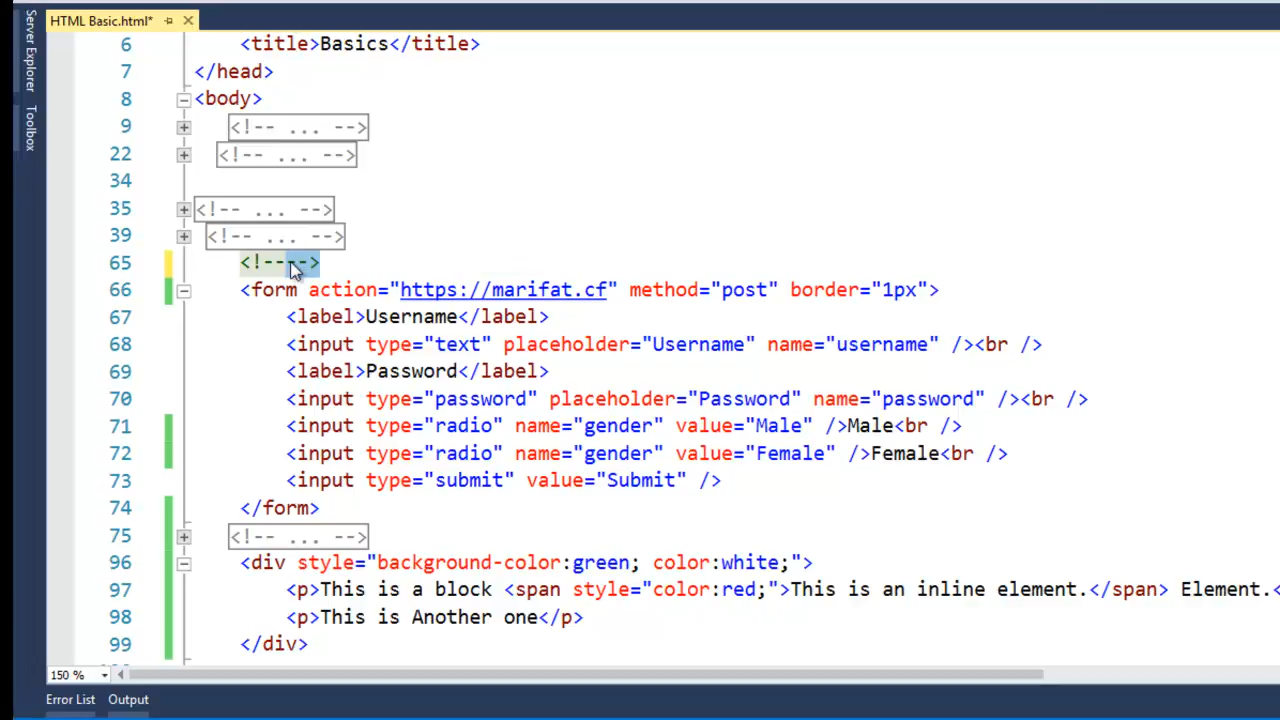 HTML Basic.html*
Server Explorer
Toolbox
6 <title>Basics</title>
7 </head>
8 <body>
9 <!-- ... -->
22 <!-- ... -->
34
35 <!-- ... -->
39 <!-- ... -->
65 <!---->
66 <form action="https://marifat.cf" method="post" border="1px">
67 <label>Username</label>
68 <input type="text" placeholder="Username" name="username" /><br />
69 <label>Password</label>
70 <input type="password" placeholder="Password" name="password" /><br />
71 <input type="radio" name="gender" value="Male" />Male<br />
72 <input type="radio" name="gender" value="Female" />Female<br />
73 <input type="submit" value="Submit" />
74 </form>
75 <!-- ... -->
96 <div style="background-color:green; color:white;">
97 <p>This is a block <span style="color:red;">This is an inline element.</span> Element.<
98 <p>This is Another one</p>
99 </div>
150 %
Error List Output